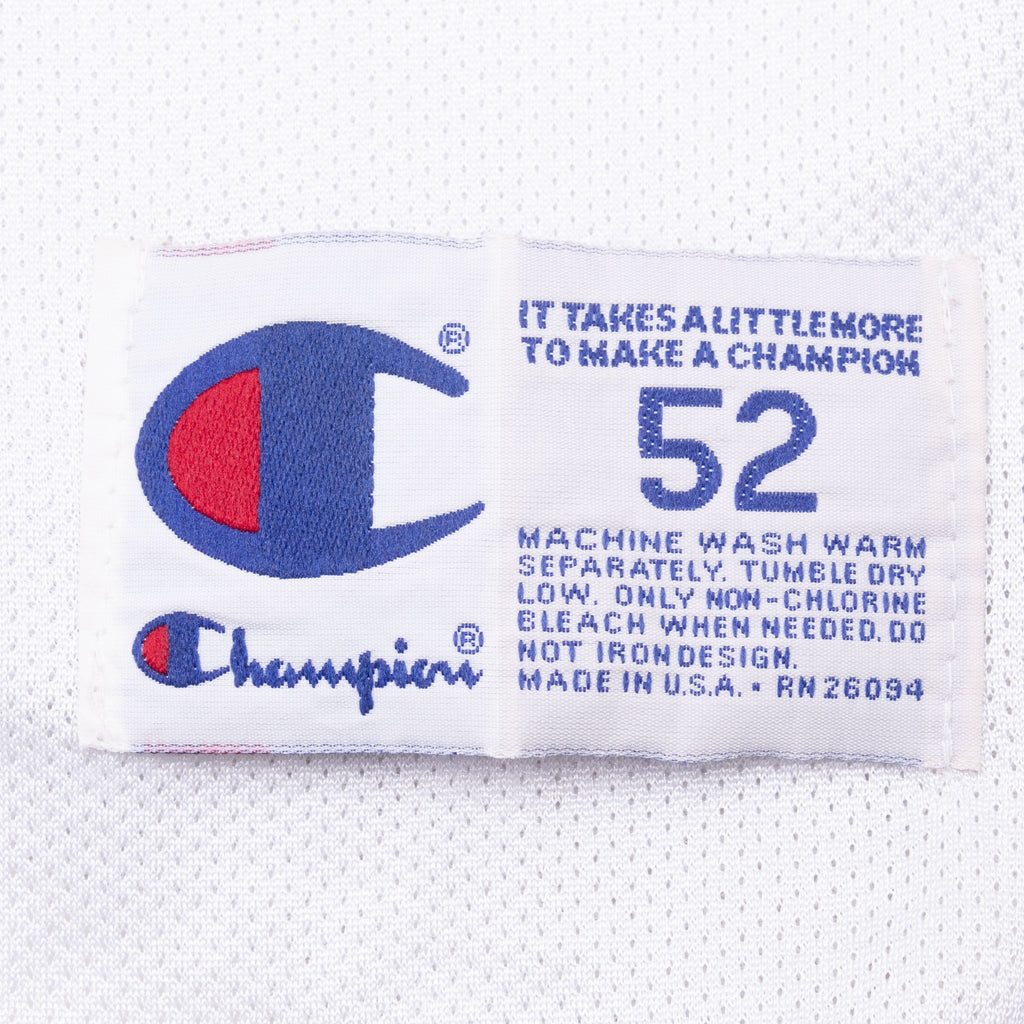 ®
Champion®
IT TAKES A LITTLE MORE
TO MAKE A CHAMPION
52
MACHINE WASH WARM
SEPARATELY. TUMBLE DRY
LOW. ONLY NON-CHLORINE
BLEACH WHEN NEEDED. DO
NOT IRON DESIGN.
MADE IN U.S.A. • RN 26094